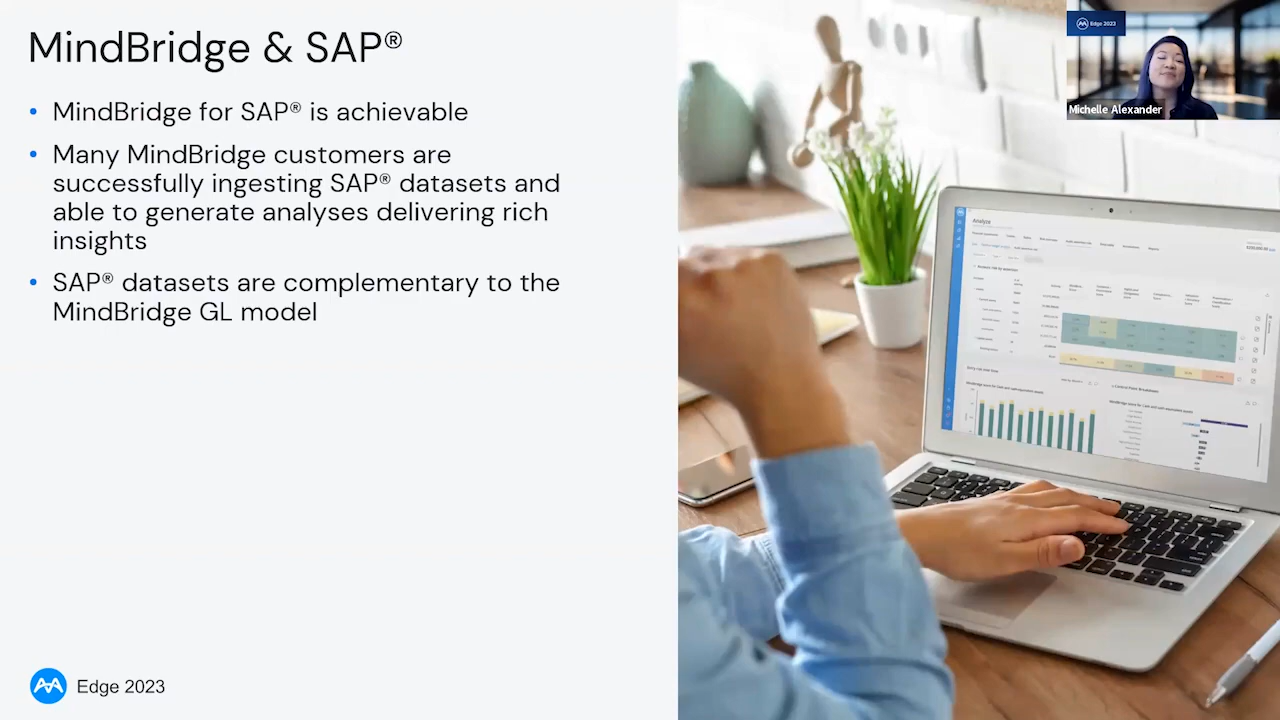 MindBridge & SAP®
• MindBridge for SAP® is achievable
• Many MindBridge customers are
successfully ingesting SAP® datasets and
able to generate analyses delivering rich
insights
• SAP® datasets are complementary to the
MindBridge GL model
Edge 2023
Edge 2023
Michelle Alexander
Analyze